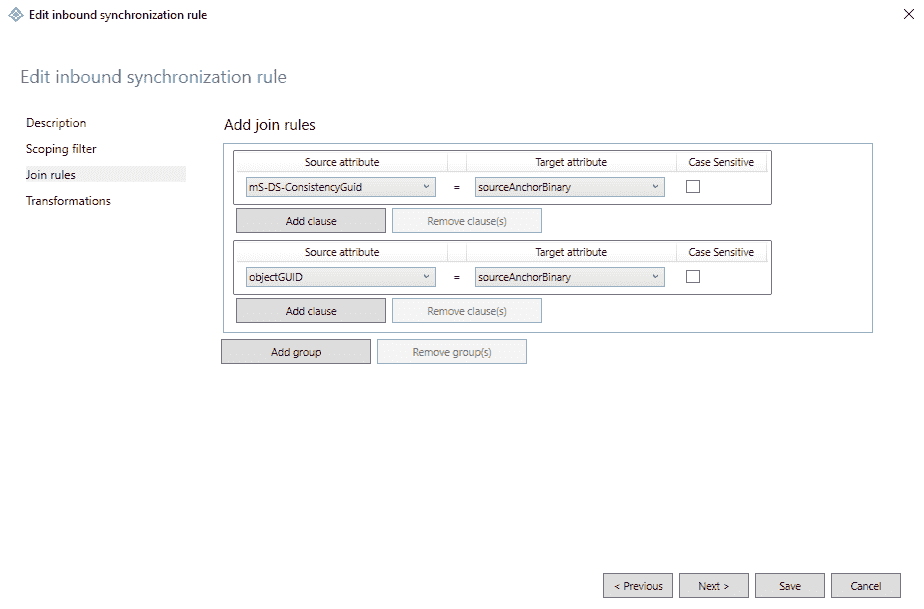 Edit inbound synchronization rule
Edit inbound synchronization rule
Description
Scoping filter
Join rules
Transformations
Add join rules
Source attribute Target attribute Case Sensitive
mS-DS-ConsistencyGuid = sourceAnchorBinary
Add clause Remove clause(s)
Source attribute Target attribute Case Sensitive
objectGUID = sourceAnchorBinary
Add clause Remove clause(s)
Add group Remove group(s)
< Previous Next > Save Cancel